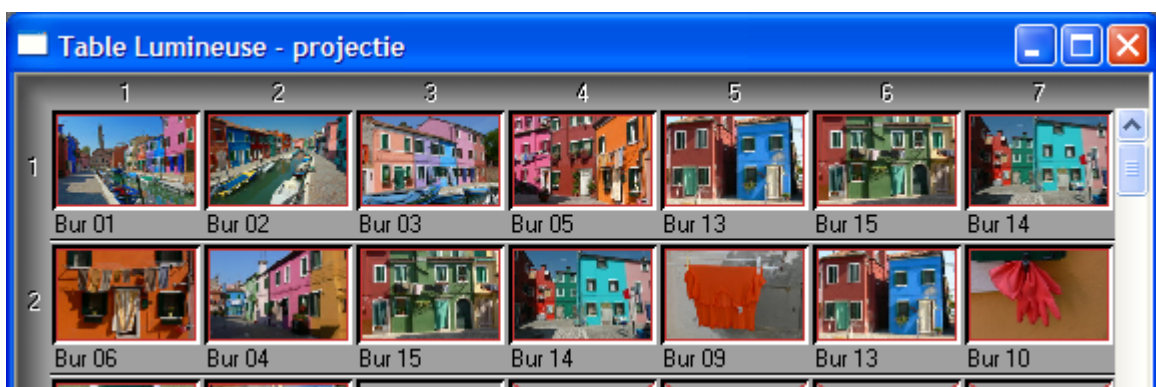 Table Lumineuse - projectie
1 2 3 4 5 6 7
1
Bur 01 Bur 02 Bur 03 Bur 05 Bur 13 Bur 15 Bur 14
2
Bur 06 Bur 04 Bur 15 Bur 14 Bur 09 Bur 13 Bur 10